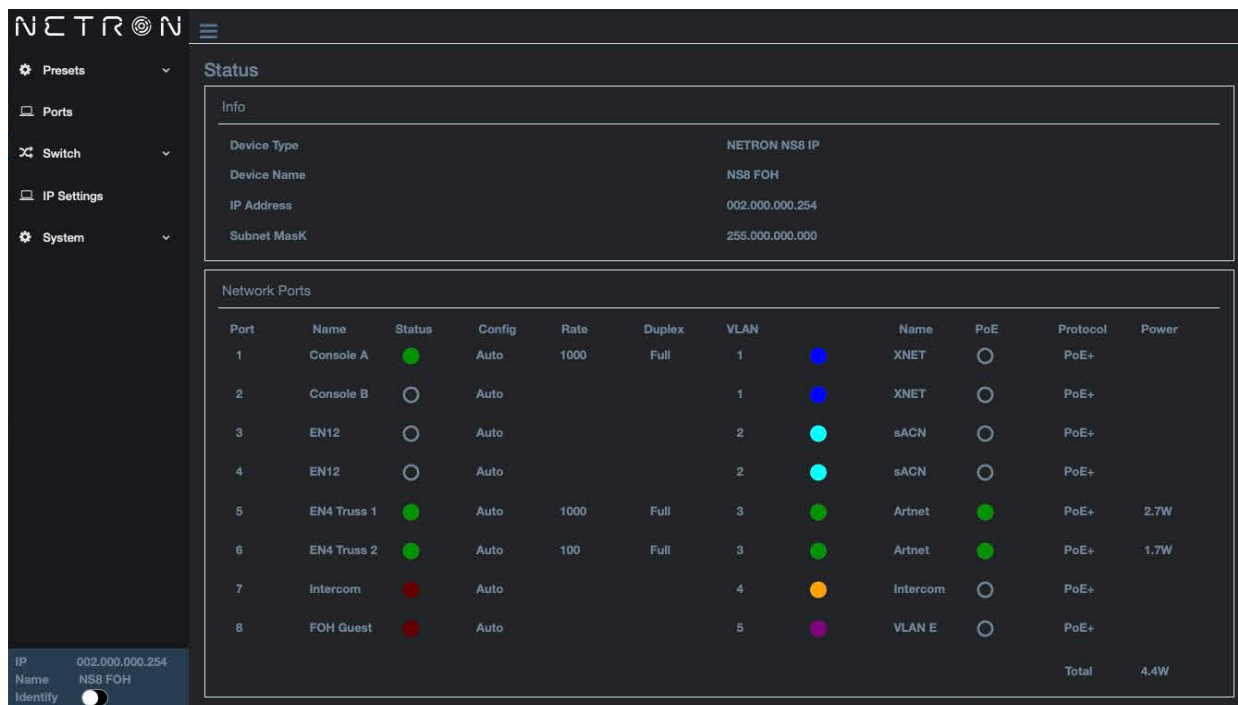 NETRON
Presets
Ports
Switch
IP Settings
System
IP 002.000.000.254
Name NS8 FOH
Identify
Status
Info
Device Type NETRON NS8 IP
Device Name NS8 FOH
IP Address 002.000.000.254
Subnet MasK 255.000.000.000
Network Ports
Port Name Status Config Rate Duplex VLAN Name PoE Protocol Power
1 Console A Auto 1000 Full 1 XNET PoE+
2 Console B Auto 1 XNET PoE+
3 EN12 Auto 2 sACN PoE+
4 EN12 Auto 2 sACN PoE+
5 EN4 Truss 1 Auto 1000 Full 3 Artnet PoE+ 2.7W
6 EN4 Truss 2 Auto 100 Full 3 Artnet PoE+ 1.7W
7 Intercom Auto 4 Intercom PoE+
8 FOH Guest Auto 5 VLAN E PoE+
Total 4.4W